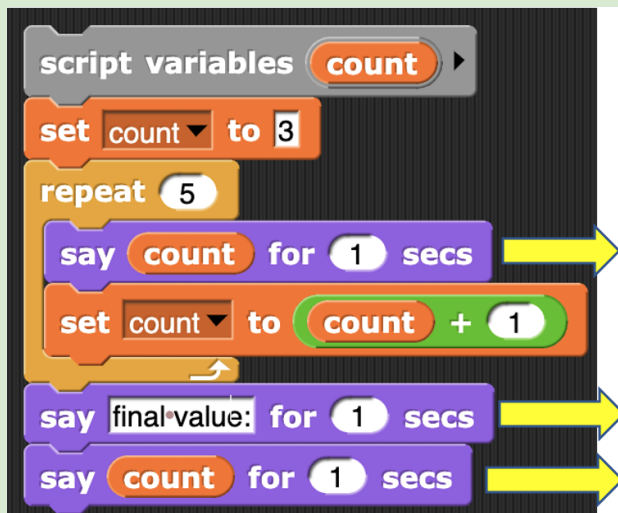 script variables count
set count to 3
repeat 5
say count for 1 secs
set count to count + 1
say final value: for 1 secs
say count for 1 secs